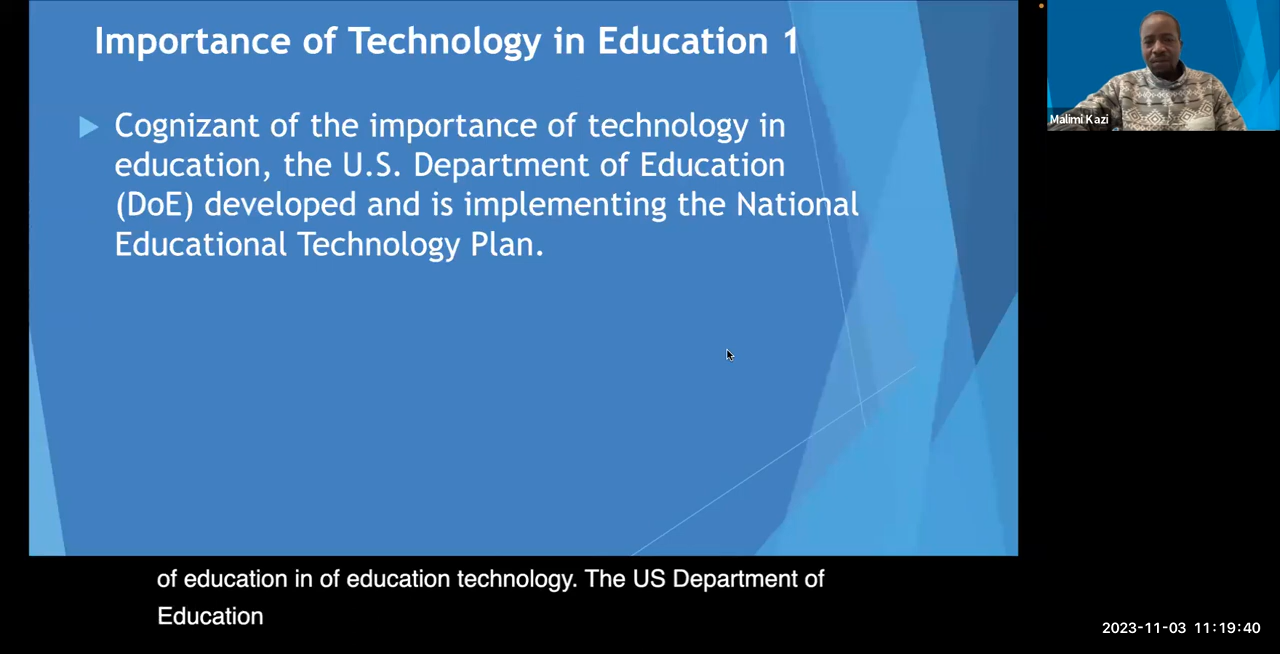 Importance of Technology in Education 1
Cognizant of the importance of technology in
education, the U.S. Department of Education
(DoE) developed and is implementing the National
Educational Technology Plan.
Malimi Kazi
of education in of education technology. The US Department of
Education
2023-11-03 11:19:40